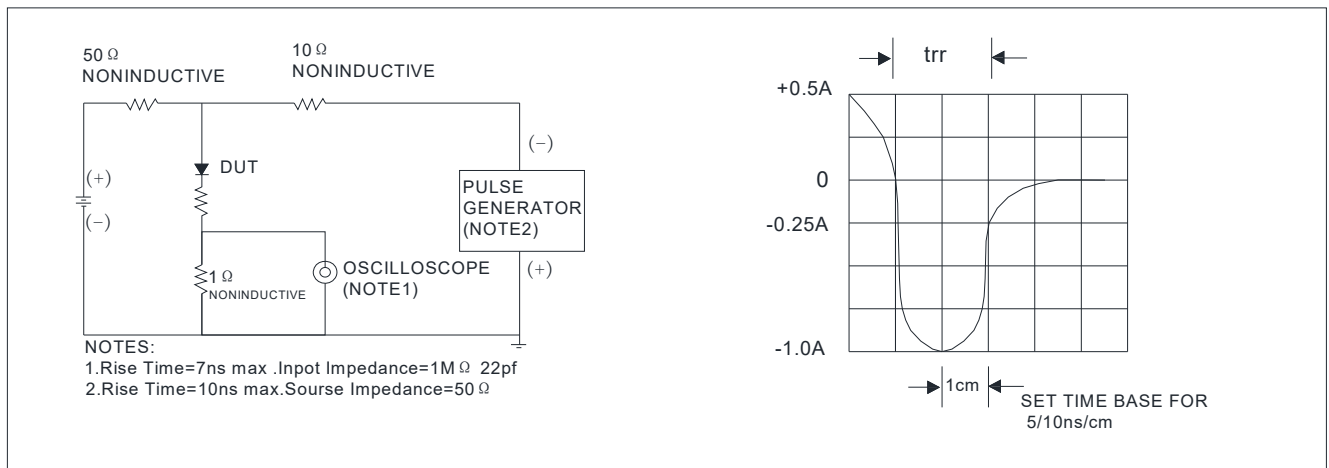 50 Ω
NONINDUCTIVE
10 Ω
NONINDUCTIVE
(+)
(−)
DUT
1 Ω
NONINDUCTIVE
OSCILLOSCOPE
(NOTE1)
(−)
PULSE
GENERATOR
(NOTE2)
(+)
NOTES:
1.Rise Time=7ns max .Inpot Impedance=1M Ω 22pf
2.Rise Time=10ns max.Sourse Impedance=50 Ω
trr
+0.5A
0
-0.25A
-1.0A
1cm
SET TIME BASE FOR
5/10ns/cm